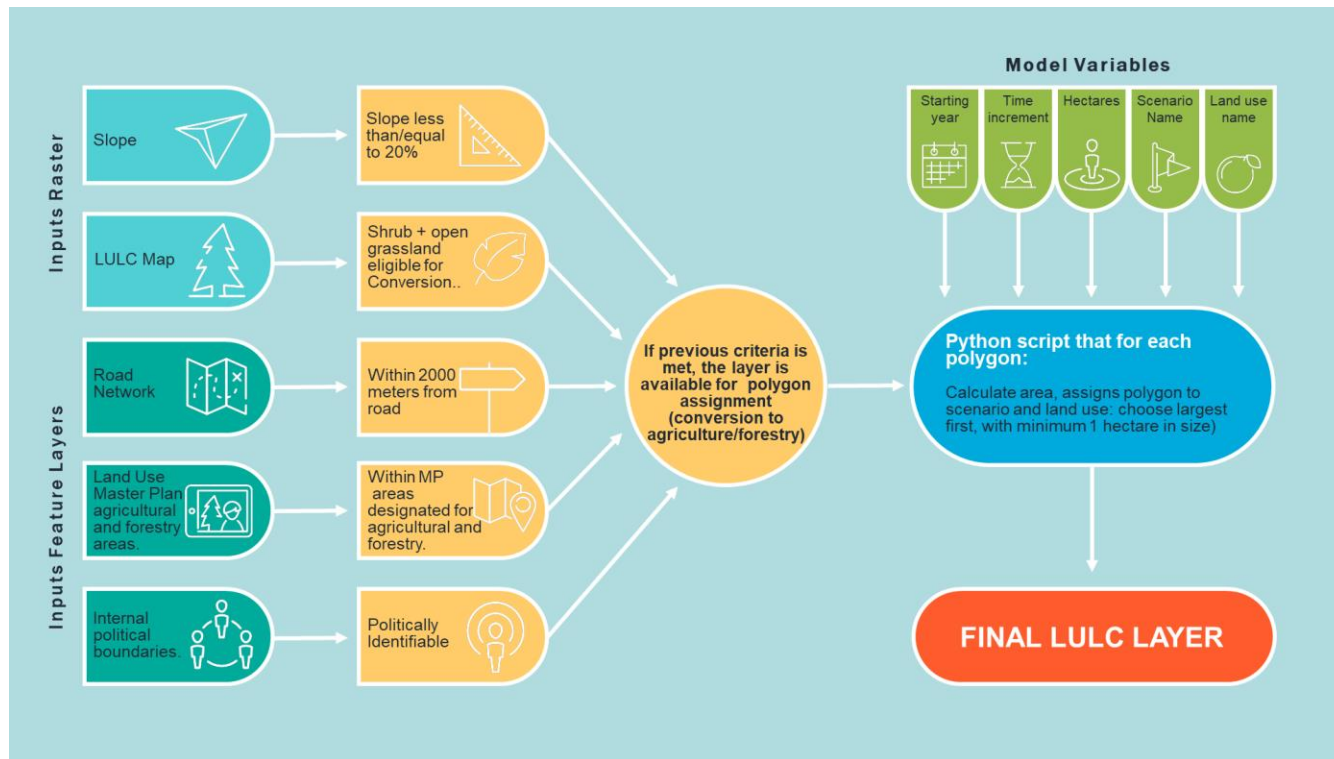 Model Variables
Starting
year
Time
increment
Hectares
Scenario
Name
Land use
name
Inputs Raster
Slope
Slope less
than/equal
to 20%
LULC Map
Shrub + open
grassland
eligible for
Conversion..
Inputs Feature Layers
Road
Network
Within 2000
meters from
road
Land Use
Master Plan
agricultural
and forestry
areas.
Within MP
areas
designated for
agricultural and
forestry.
Internal
political
boundaries.
Politically
Identifiable
If previous criteria is
met, the layer is
available for polygon
assignment
(conversion to
agriculture/forestry)
Python script that for each
polygon:
Calculate area, assigns polygon to
scenario and land use: choose largest
first, with minimum 1 hectare in size)
FINAL LULC LAYER